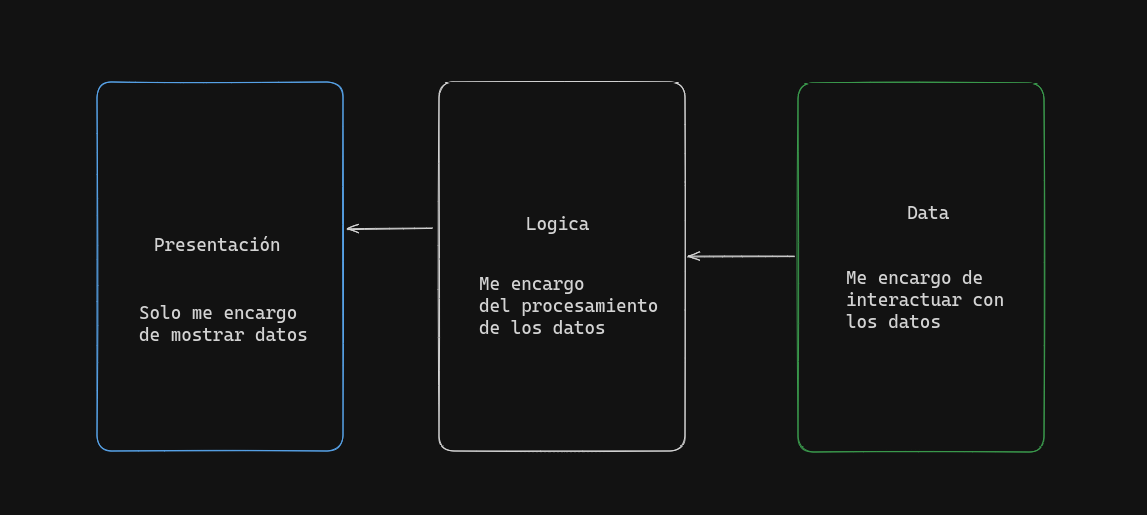 Presentación
Solo me encargo
de mostrar datos
Logica
Me encargo
del procesamiento
de los datos
Data
Me encargo de
interactuar con
los datos